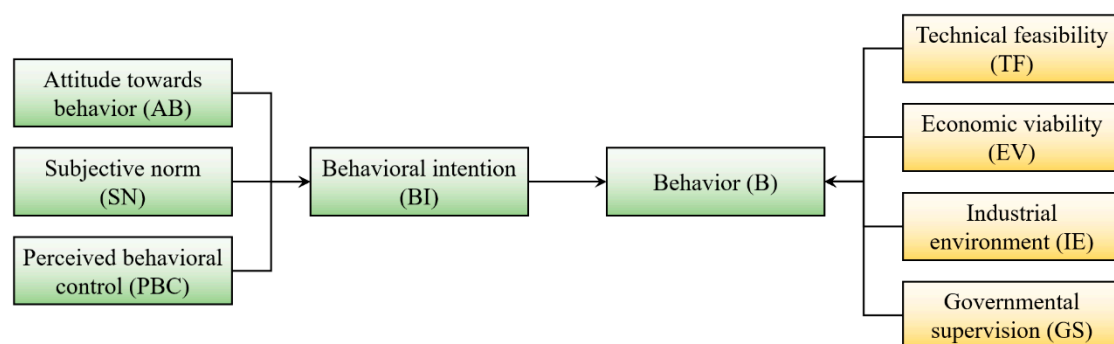 Attitude towards
behavior (AB)
Subjective norm
(SN)
Perceived behavioral
control (PBC)
Behavioral intention
(BI)
Behavior (B)
Technical feasibility
(TF)
Economic viability
(EV)
Industrial
environment (IE)
Governmental
supervision (GS)